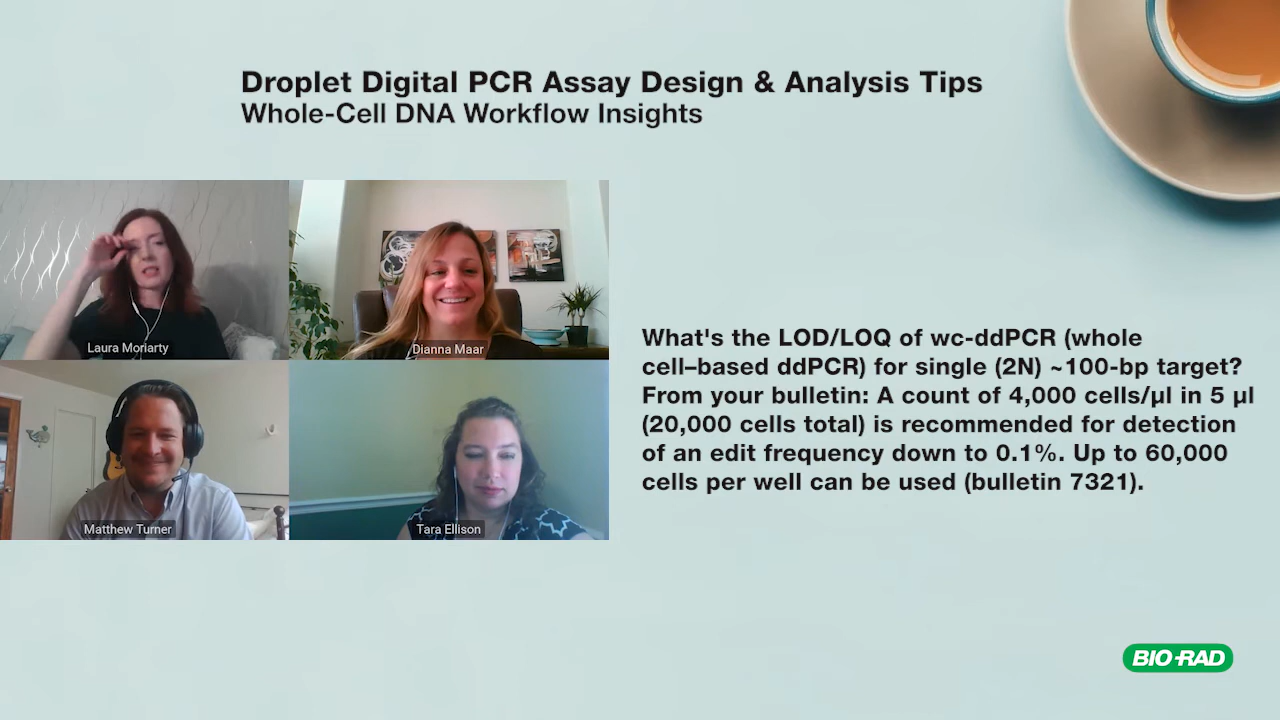 Droplet Digital PCR Assay Design & Analysis Tips
Whole-Cell DNA Workflow Insights
Laura Moriarty
Dianna Maar
Matthew Turner
Tara Ellison
What's the LOD/LOQ of wc-ddPCR (whole
cell–based ddPCR) for single (2N) ~100-bp target?
From your bulletin: A count of 4,000 cells/µl in 5 µl
(20,000 cells total) is recommended for detection
of an edit frequency down to 0.1%. Up to 60,000
cells per well can be used (bulletin 7321).
BIO-RAD